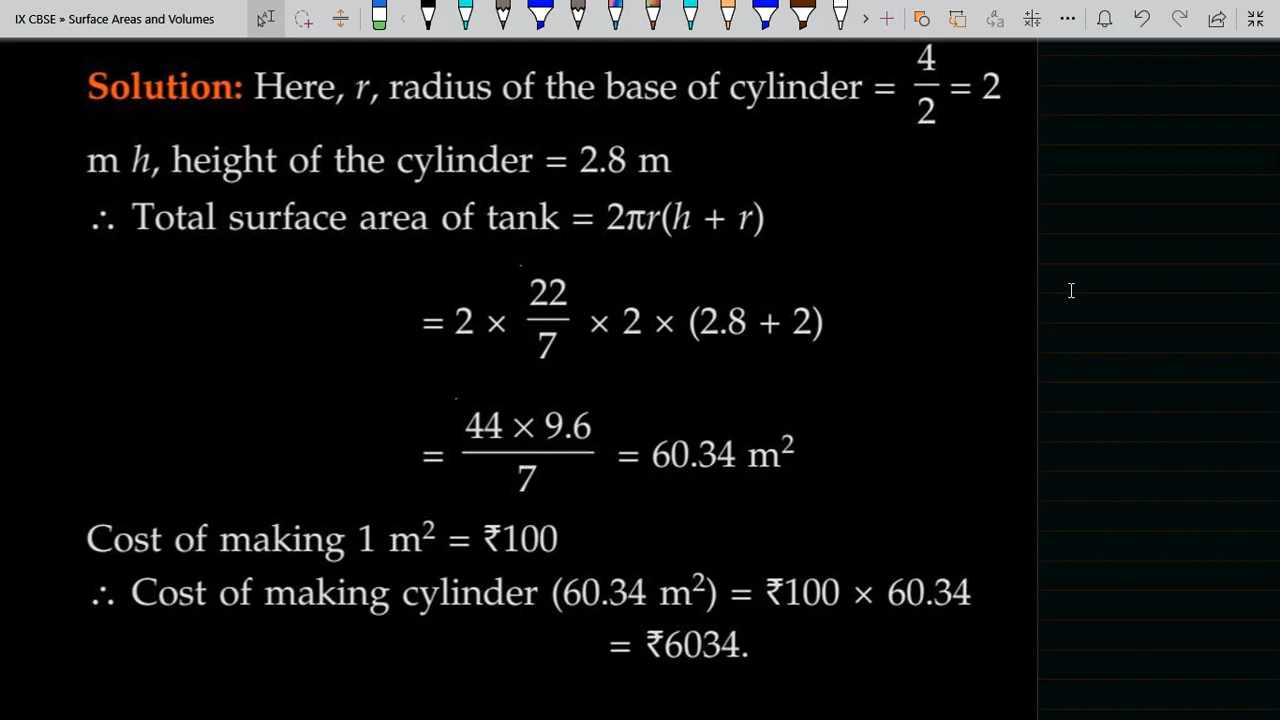 IX CBSE » Surface Areas and Volumes
Solution: Here, r, radius of the base of cylinder = 4/2 = 2
m h, height of the cylinder = 2.8 m
∴ Total surface area of tank = 2πr(h + r)
= 2 × 22/7 × 2 × (2.8 + 2)
= 44 × 9.6/7 = 60.34 m²
Cost of making 1 m² = ₹100
∴ Cost of making cylinder (60.34 m²) = ₹100 × 60.34
= ₹6034.